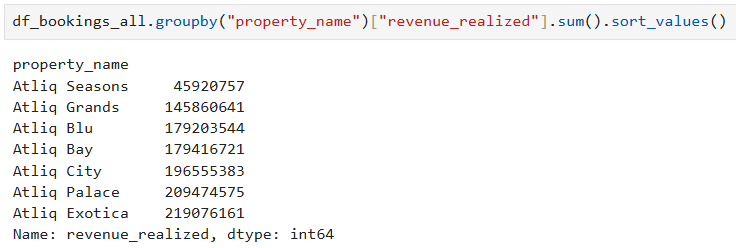 df_bookings_all.groupby("property_name")["revenue_realized"].sum().sort_values()
property_name
Atliq Seasons     45920757
Atliq Grands     145860641
Atliq Blu        179203544
Atliq Bay        179416721
Atliq City       196555383
Atliq Palace     209474575
Atliq Exotica    219076161
Name: revenue_realized, dtype: int64